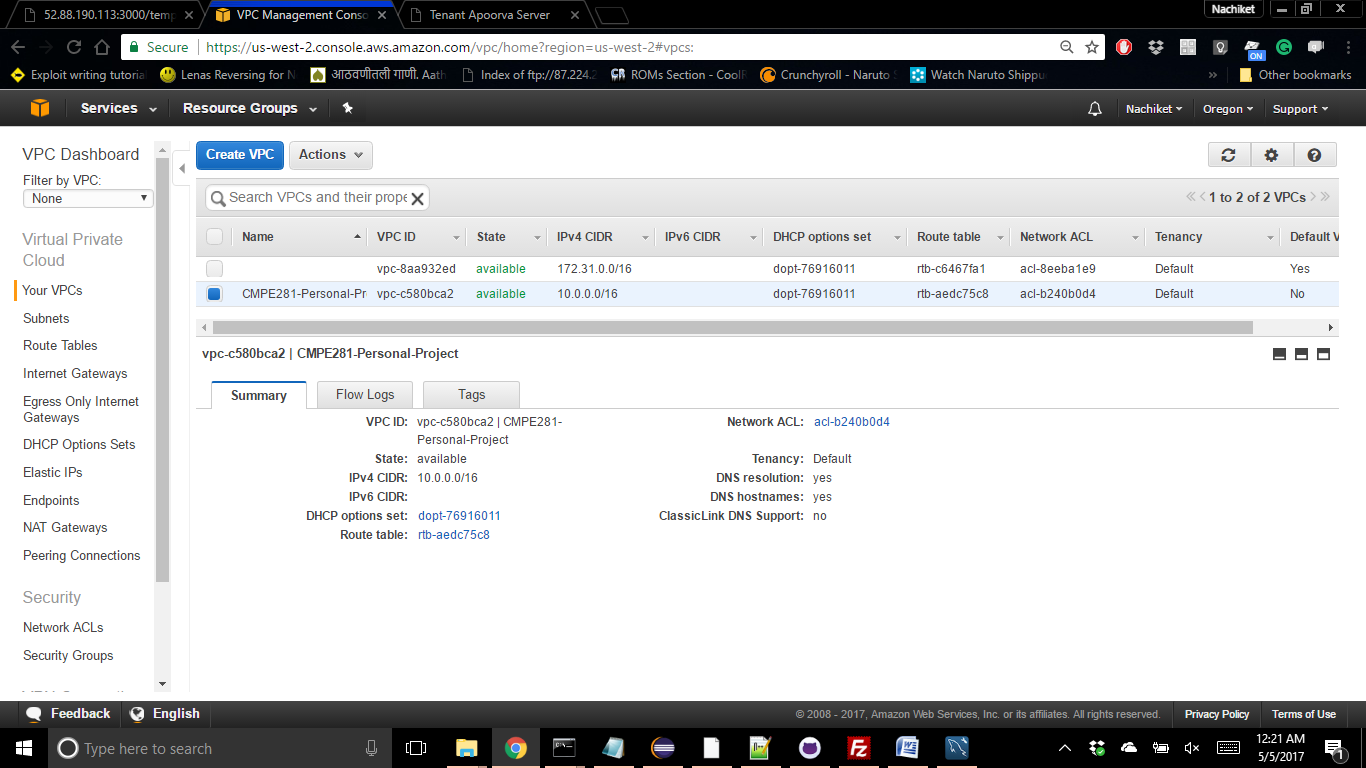 Nachiket
52.88.190.113:3000/temp
VPC Management Conso
Tenant Apoorva Server
Secure
https://us-west-2.console.aws.amazon.com/vpc/home?region=us-west-2#vpcs:
ON
Exploit writing tutorial
Lenas Reversing for N
आठवणीतली गाणी. Aath
Index of ftp://87.224.2
CR
ROMs Section - CoolR
Crunchyroll - Naruto S
Watch Naruto Shippu
»
Other bookmarks
Services
Resource Groups
Nachiket
Oregon
Support
VPC Dashboard
Filter by VPC:
None
Virtual Private
Cloud
Your VPCs
Subnets
Route Tables
Internet Gateways
Egress Only Internet
Gateways
DHCP Options Sets
Elastic IPs
Endpoints
NAT Gateways
Peering Connections
Security
Network ACLs
Security Groups
Create VPC
Actions
Search VPCs and their prope
1 to 2 of 2 VPCs
Name VPC ID State IPv4 CIDR IPv6 CIDR DHCP options set Route table Network ACL Tenancy Default V
vpc-8aa932ed available 172.31.0.0/16 dopt-76916011 rtb-c6467fa1 acl-8eeba1e9 Default Yes
CMPE281-Personal-Pr vpc-c580bca2 available 10.0.0.0/16 dopt-76916011 rtb-aedc75c8 acl-b240b0d4 Default No
vpc-c580bca2 | CMPE281-Personal-Project
Summary Flow Logs Tags
VPC ID: vpc-c580bca2 | CMPE281-
Personal-Project
State: available
IPv4 CIDR: 10.0.0.0/16
IPv6 CIDR:
DHCP options set: dopt-76916011
Route table: rtb-aedc75c8
Network ACL: acl-b240b0d4
Tenancy: Default
DNS resolution: yes
DNS hostnames: yes
ClassicLink DNS Support: no
Feedback
English
© 2008 - 2017, Amazon Web Services, Inc. or its affiliates. All rights reserved.
Privacy Policy
Terms of Use
Type here to search
12:21 AM
5/5/2017
1